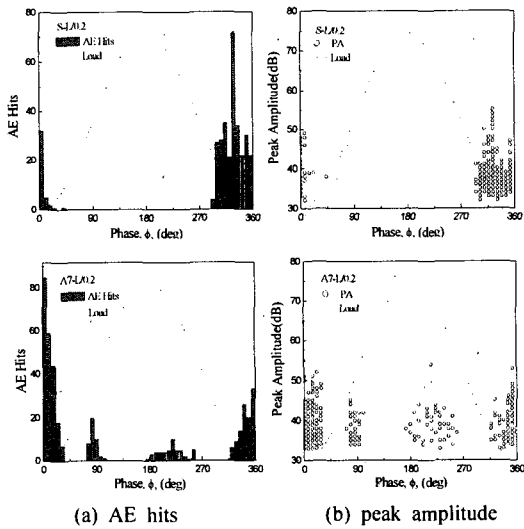 S-L/0.2
AE Hits
Load
AE Hits
80
60
40
20
0
0
90
180
270
360
Phase, ϕ, (deg)
S-L/0.2
PA
Load
Peak Amplitude(dB)
80
70
60
50
40
30
0
90
180
270
360
Phase, ϕ, (deg)
A7-L/0.2
AE Hits
Load
AE Hits
80
60
40
20
0
0
90
180
270
360
Phase, ϕ, (deg)
A7-L/0.2
PA
Load
Peak Amplitude(dB)
80
70
60
50
40
30
0
90
180
270
360
Phase, ϕ, (deg)
(a) AE hits
(b) peak amplitude